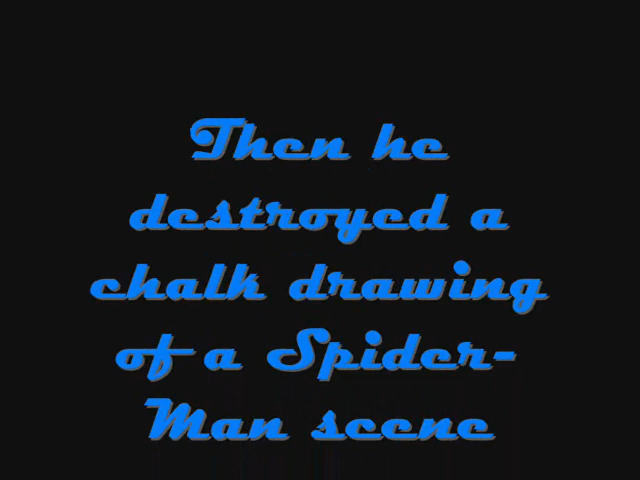 Then he
destroyed a
chalk drawing
of a Spider-
Man scene